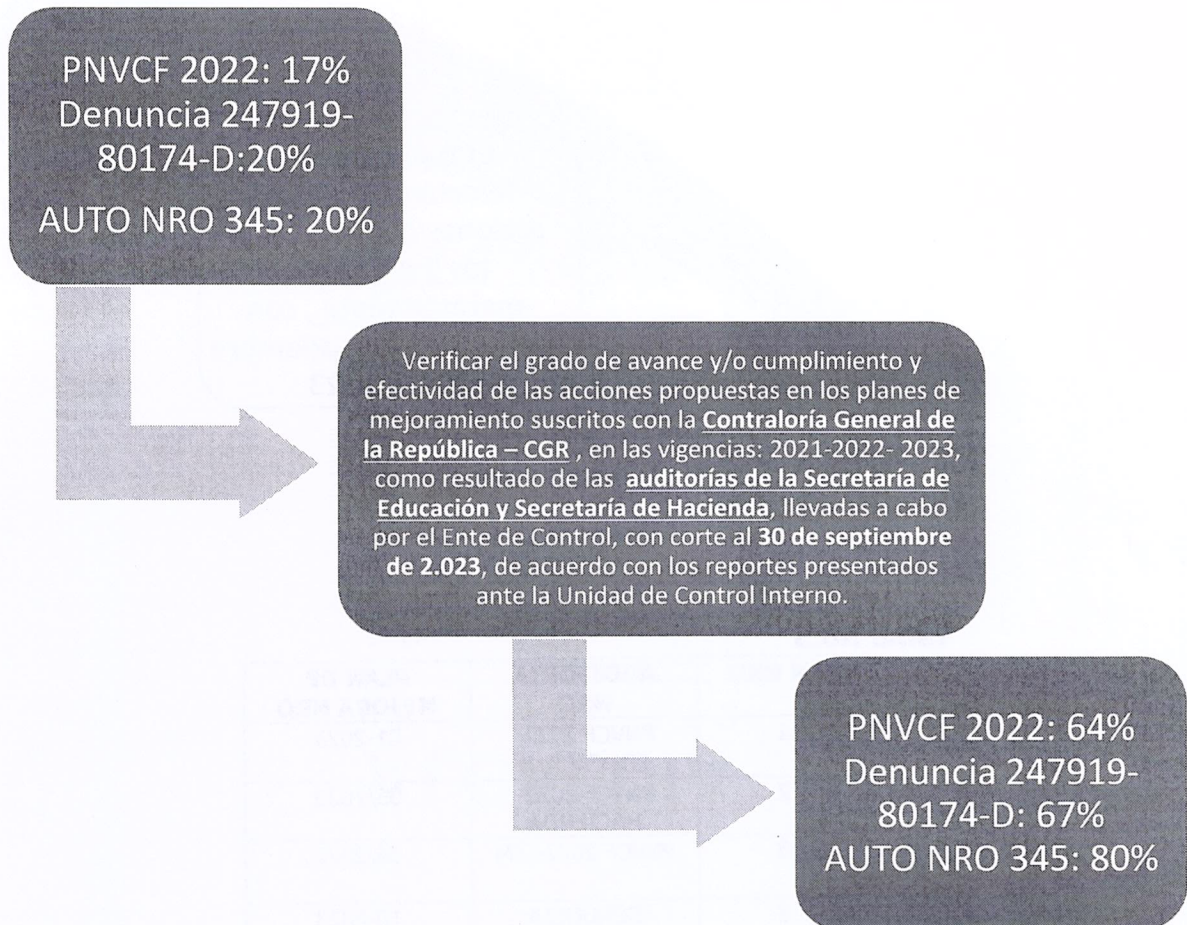 PNVCF 2022: 17%
Denuncia 247919-
80174-D:20%
AUTO NRO 345: 20%
Verificar el grado de avance y/o cumplimiento y
efectividad de las acciones propuestas en los planes de
mejoramiento suscritos con la Contraloría General de
la República – CGR , en las vigencias: 2021-2022- 2023,
como resultado de las auditorías de la Secretaría de
Educación y Secretaría de Hacienda, llevadas a cabo
por el Ente de Control, con corte al 30 de septiembre
de 2.023, de acuerdo con los reportes presentados
ante la Unidad de Control Interno.
PNVCF 2022: 64%
Denuncia 247919-
80174-D: 67%
AUTO NRO 345: 80%